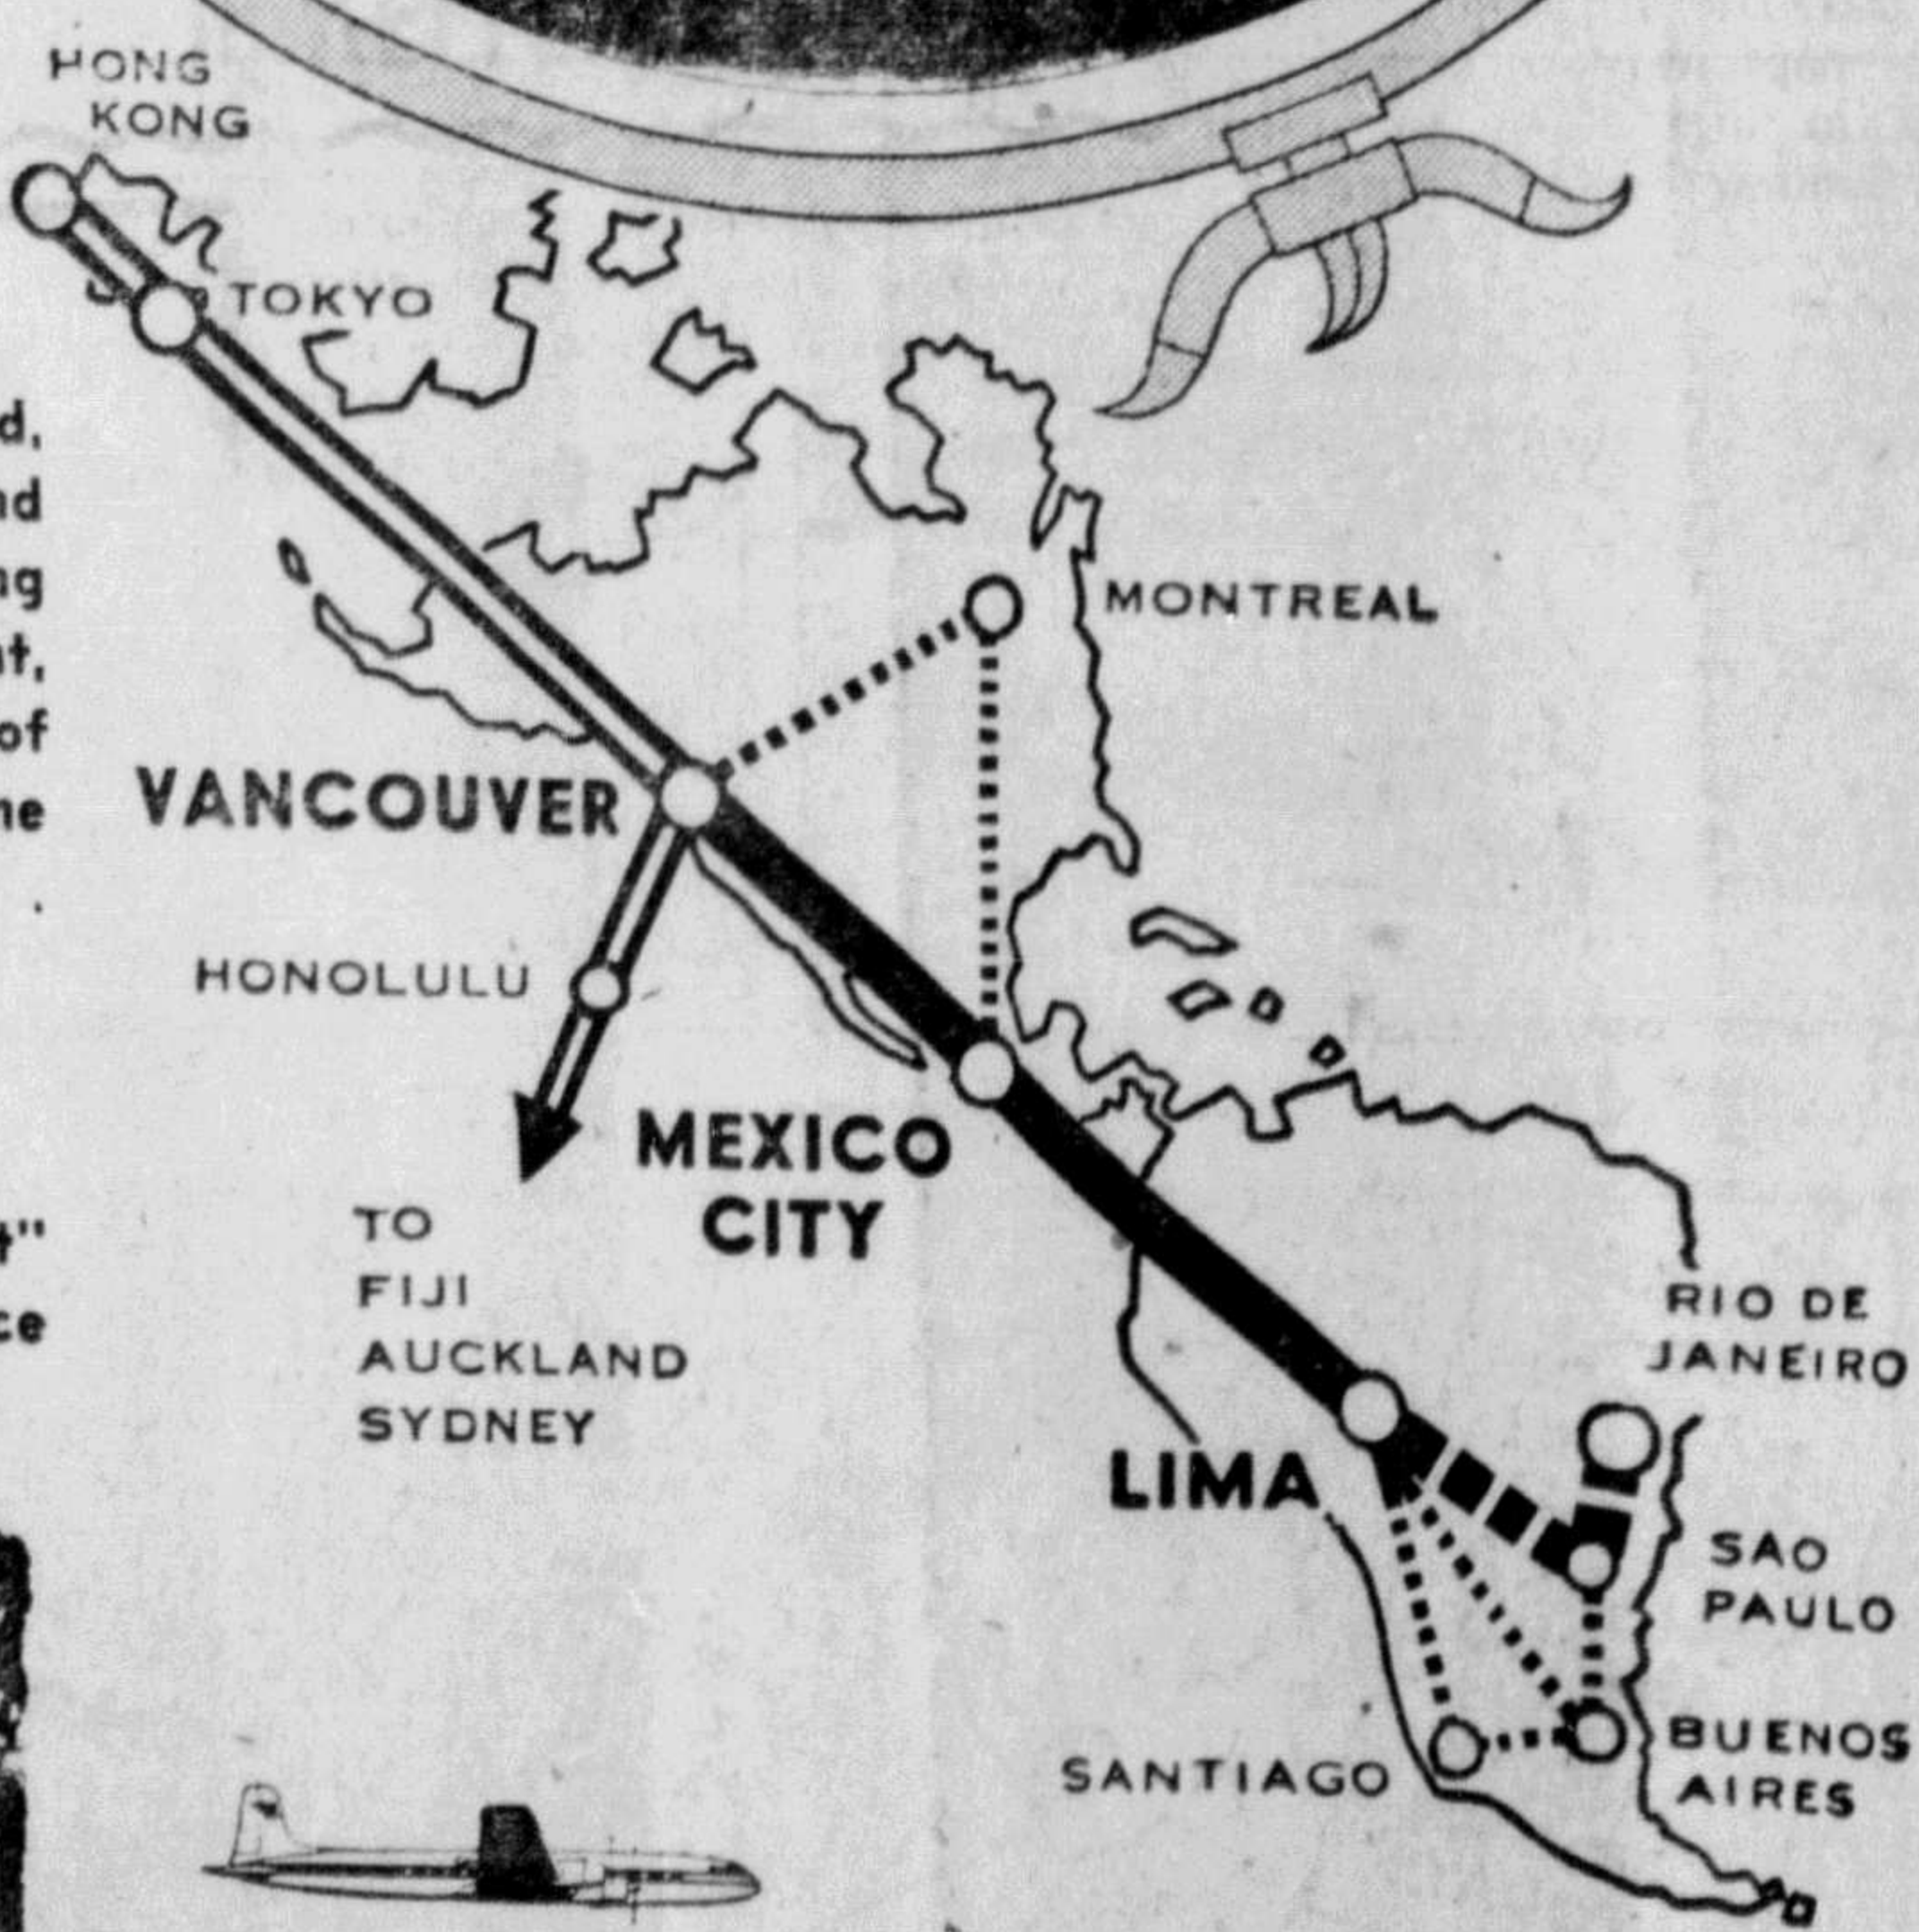 HONG
KONG
TOKYO
MONTREAL
VANCOUVER
HONOLULU
MEXICO
CITY
TO
FIJI
AUCKLAND
SYDNEY
RIO DE
JANEIRO
LIMA
SAO
PAULO
SANTIAGO
BUENOS
AIRES
of